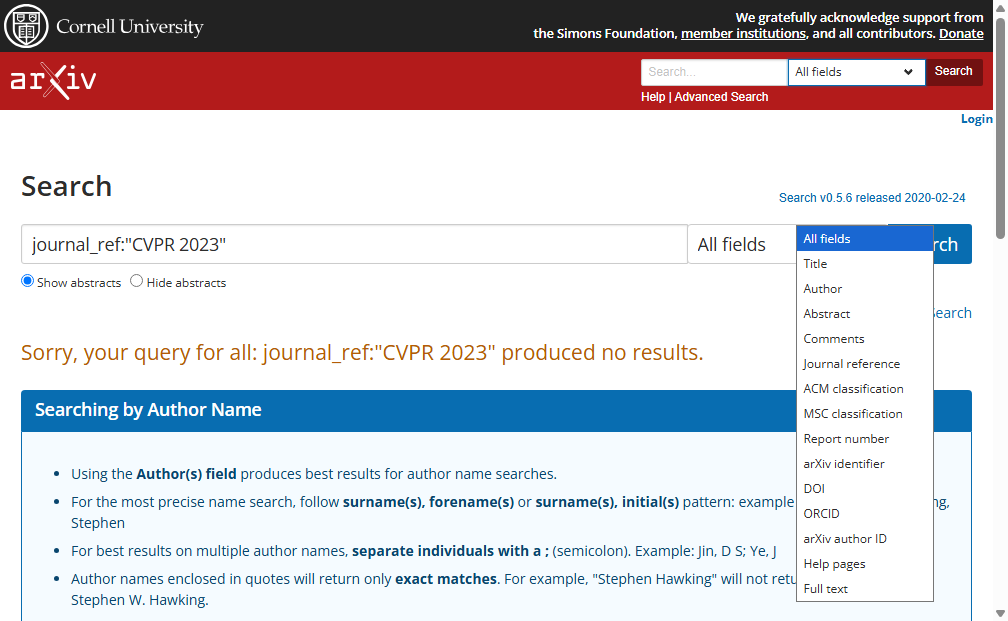 Cornell University
We gratefully acknowledge support from
the Simons Foundation, member institutions, and all contributors. Donate
arXiv
Search...
All fields
Search
Help | Advanced Search
Login
Search
Search v0.5.6 released 2020-02-24
journal_ref:"CVPR 2023"
All fields
rch
Show abstracts
Hide abstracts
Search
All fields
Title
Author
Abstract
Comments
Journal reference
ACM classification
MSC classification
Report number
arXiv identifier
DOI
ORCID
arXiv author ID
Help pages
Full text
Sorry, your query for all: journal_ref:"CVPR 2023" produced no results.
Searching by Author Name
• Using the Author(s) field produces best results for author name searches.
• For the most precise name search, follow surname(s), forename(s) or surname(s), initial(s) pattern: example ng,
Stephen
• For best results on multiple author names, separate individuals with a ; (semicolon). Example: Jin, D S; Ye, J
• Author names enclosed in quotes will return only exact matches. For example, "Stephen Hawking" will not retu
Stephen W. Hawking.